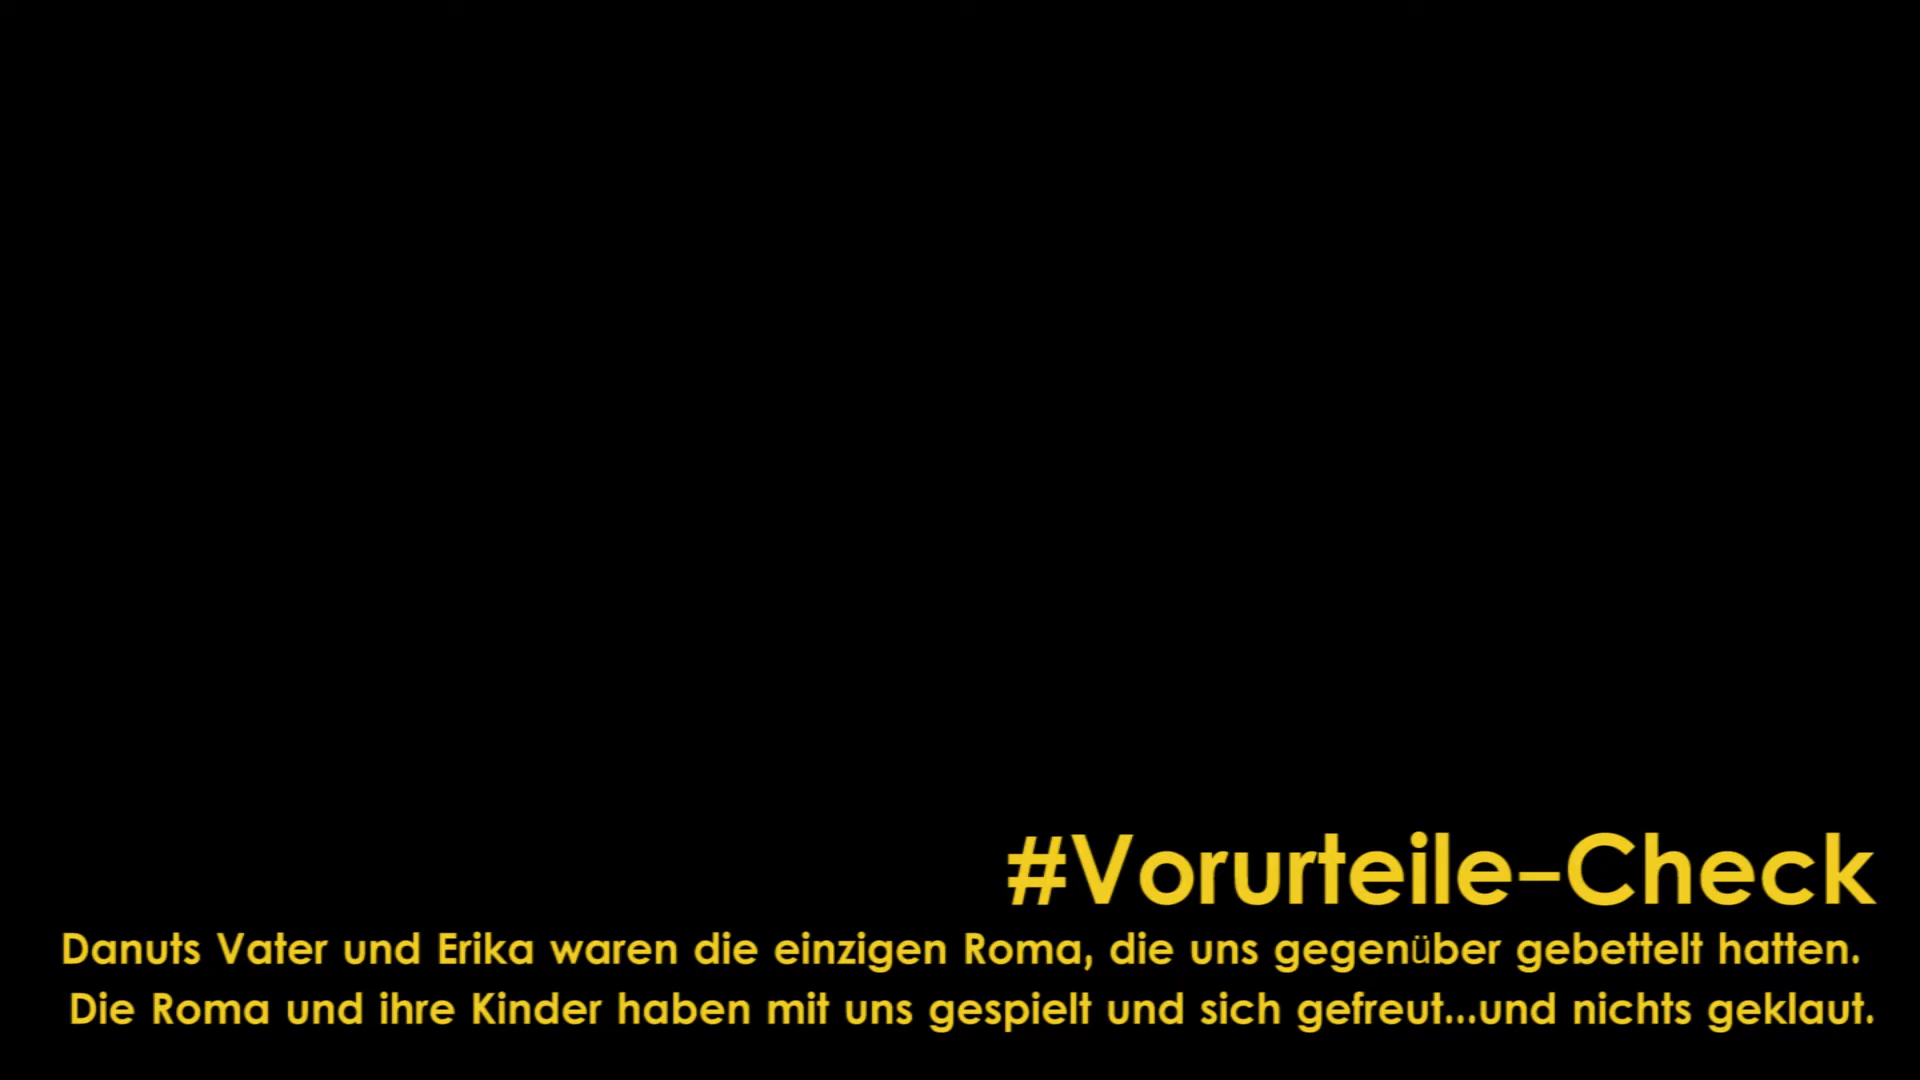 #Vorurteile–Check
Danuts Vater und Erika waren die einzigen Roma, die uns gegenüber gebettelt hatten.
Die Roma und ihre Kinder haben mit uns gespielt und sich gefreut...und nichts geklaut.